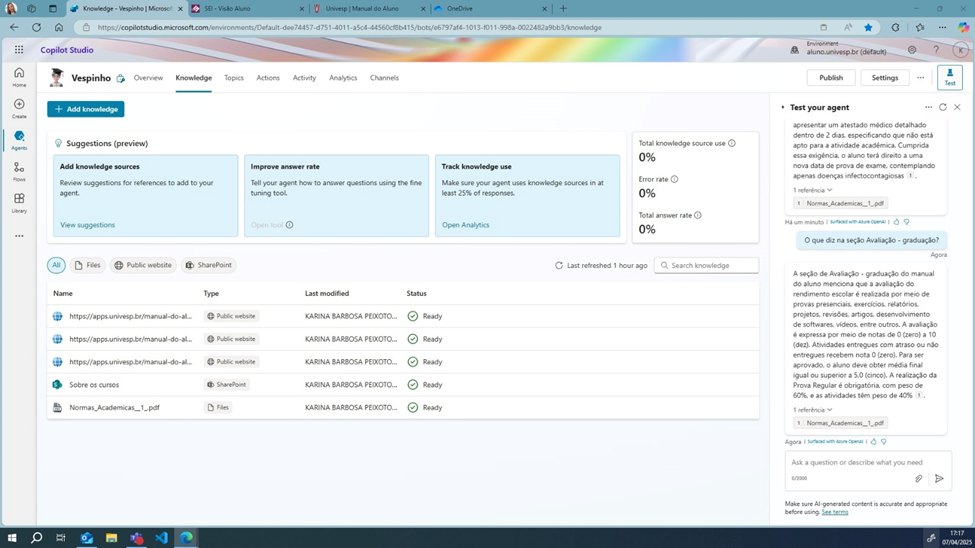 Knowledge - Vespinho | Microsof
SEI - Visão Aluno
Univesp | Manual do Aluno
OneDrive
https://copilotstudio.microsoft.com/environments/Default-dee74457-d751-4011-a5c4-44560cf8b415/bots/e6797af4-1013-f011-998a-0022482a9bb3/knowledge
Copilot Studio
Environment
aluno.univesp.br (default)
K
Home
Create
Agents
Flows
Library
Vespinho
Overview
Knowledge
Topics
Actions
Activity
Analytics
Channels
Publish
Settings
Test
Add knowledge
Suggestions (preview)
Add knowledge sources
Review suggestions for references to add to your
agent.
View suggestions
Improve answer rate
Tell your agent how to answer questions using the fine
tuning tool.
Open tool
Track knowledge use
Make sure your agent uses knowledge sources in at
least 25% of responses.
Open Analytics
Total knowledge source use
0%
Error rate
0%
Total answer rate
0%
All
Files
Public website
SharePoint
Last refreshed 1 hour ago
Search knowledge
Name Type Last modified Status
https://apps.univesp.br/manual-do-al... Public website KARINA BARBOSA PEIXOTO... Ready
https://apps.univesp.br/manual-do-al... Public website KARINA BARBOSA PEIXOTO... Ready
https://apps.univesp.br/manual-do-al... Public website KARINA BARBOSA PEIXOTO... Ready
Sobre os cursos SharePoint KARINA BARBOSA PEIXOTO... Ready
Normas_Academicas__1_.pdf Files KARINA BARBOSA PEIXOTO... Ready
Test your agent
apresentar um atestado médico detalhado
dentro de 2 dias, especificando que não está
apto para a atividade acadêmica. Cumprida
essa exigência, o aluno terá direito a uma
nova data de prova de exame, contemplando
apenas doenças infectocontagiosas 1.
1 referência
1 Normas_Academicas__1_.pdf
Há um minuto | Surfaced with Azure OpenAI |
O que diz na seção Avaliação - graduação?
Agora
A seção de Avaliação - graduação do manual
do aluno menciona que a avaliação do
rendimento escolar é realizada por meio de
provas presenciais, exercícios, relatórios,
projetos, revisões, artigos, desenvolvimento
de softwares, vídeos, entre outros. A avaliação
é expressa por meio de notas de 0 (zero) a 10
(dez). Atividades entregues com atraso ou não
entregues recebem nota 0 (zero). Para ser
aprovado, o aluno deve obter média final
igual ou superior a 5.0 (cinco). A realização da
Prova Regular é obrigatória, com peso de
60%, e as atividades têm peso de 40% 1.
1 referência
1 Normas_Academicas__1_.pdf
Agora | Surfaced with Azure OpenAI |
Ask a question or describe what you need
0/2000
Make sure AI-generated content is accurate and appropriate
before using. See terms
17:17
07/04/2025